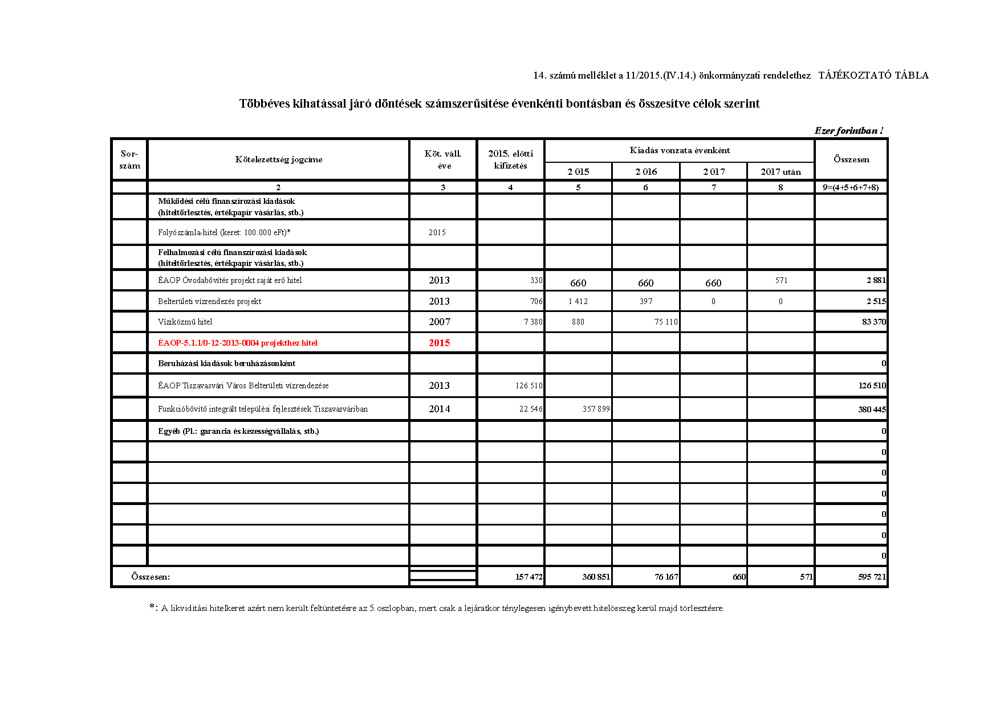 14. számú melléklet a 11/2015.(IV.14.) önkormányzati rendelethez TÁJÉKOZTATÓ TÁBLA
Többéves kihatással járó döntések számszerűsítése évenkénti bontásban és összesítve célok szerint
Ezer forintban !
Sor-szám Kötelezettség jogcíme Köt. váll. éve 2015. előtti kifizetés Kiadás vonzata évenként Összesen
2 015 2 016 2 017 2017 után
2 3 4 5 6 7 8 9=(4+5+6+7+8)
Működési célú finanszírozási kiadások
(hiteltörlesztés, értékpapír vásárlás, stb.)
Folyószámla-hitel (keret: 100.000 eFt)* 2015
Felhalmozási célú finanszírozási kiadások
(hiteltörlesztés, értékpapír vásárlás, stb.)
ÉAOP Óvodabővítés projekt saját erő hitel 2013 330 660 660 660 571 2 881
Belterületi vízrendezés projekt 2013 706 1 412 397 0 0 2 515
Víziközmű hitel 2007 7 380 880 75 110 83 370
ÉAOP-5.1.1/0-12-2013-0004 projekthez hitel 2015
Beruházási kiadások beruházásonként 0
ÉAOP Tiszavasvári Város Belterületi vízrendezése 2013 126 510 126 510
Funkcióbővítő integrált települési fejlesztések Tiszavasváriban 2014 22 546 357 899 380 445
Egyéb (Pl.: garancia és kezességvállalás, stb.) 0
0
0
0
0
0
0
Összesen: 157 472 360 851 76 167 660 571 595 721
*: A likviditási hitelkeret azért nem került feltüntetésre az 5. oszlopban, mert csak a lejáratkor ténylegesen igénybevett hitelösszeg kerül majd törlesztésre.